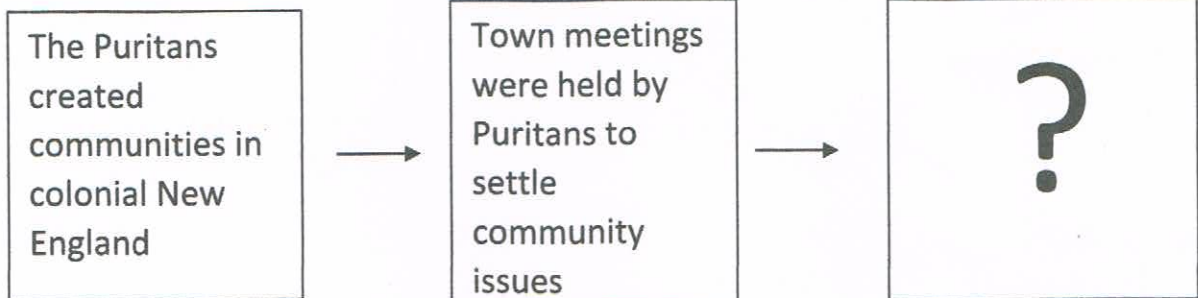 The Puritans
created
communities in
colonial New
England
Town meetings
were held by
Puritans to
settle
community
issues
?